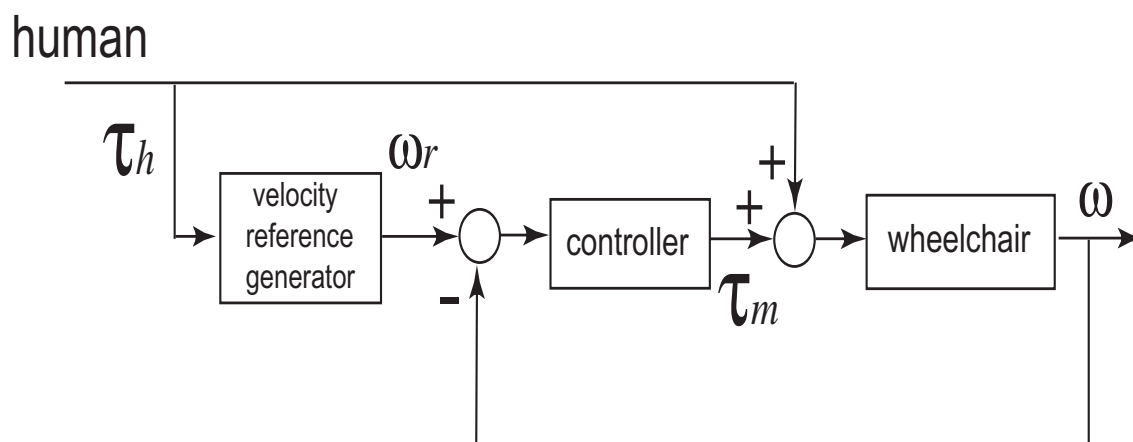 human
τh
velocity
reference
generator
ωr
+
-
controller
+
τm
+
wheelchair
ω